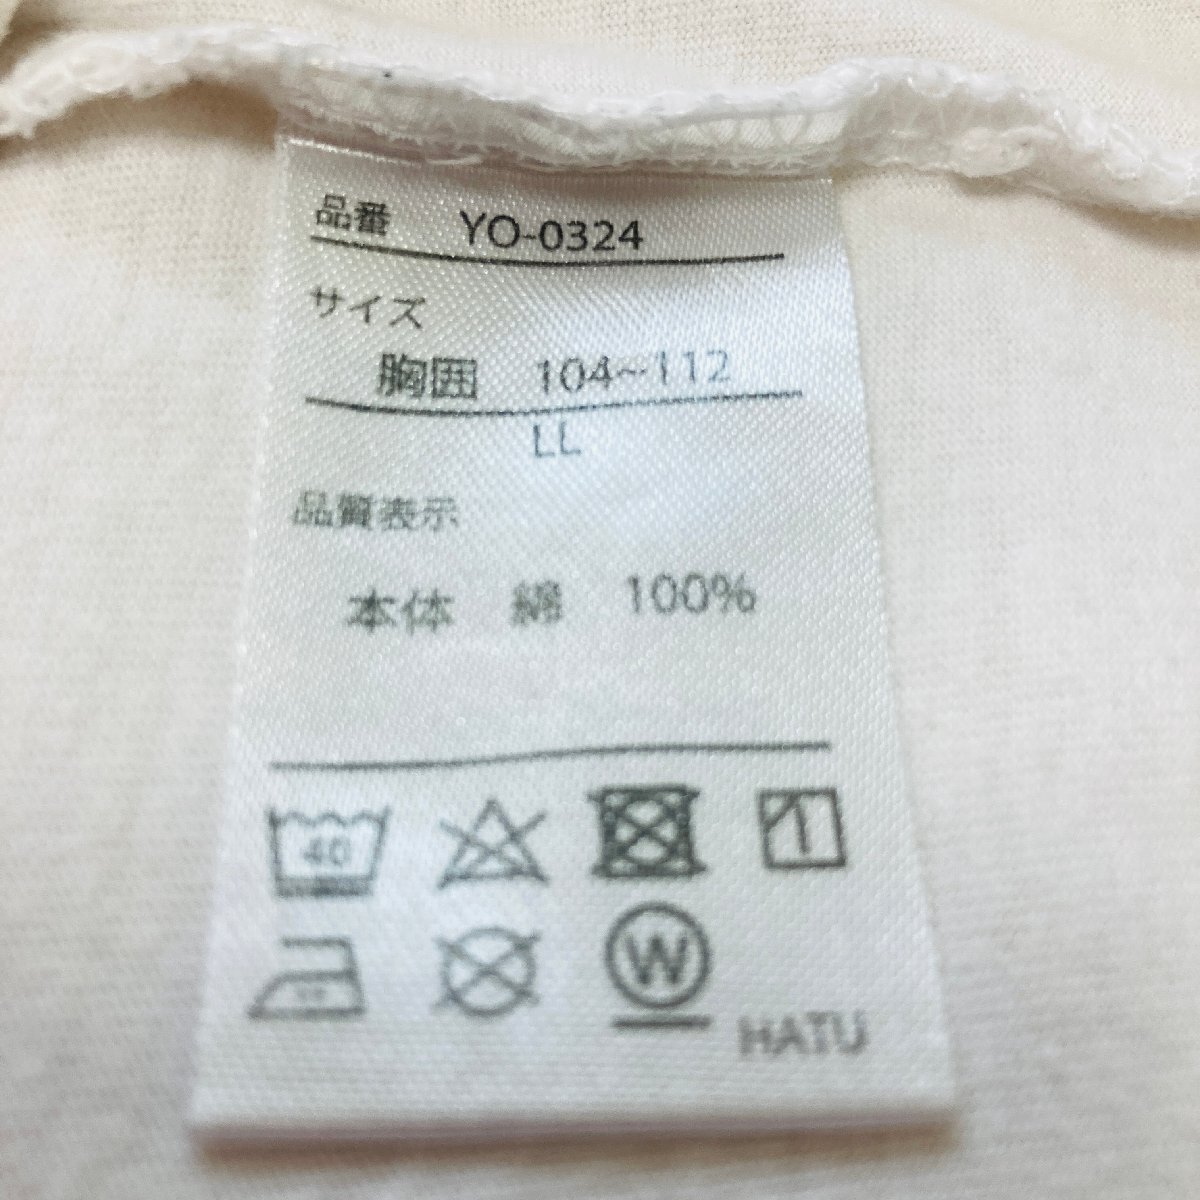 品番 YO-0324
サイズ
胸囲 104~112
LL
品質表示
本体 綿 100%
40
W
HATU